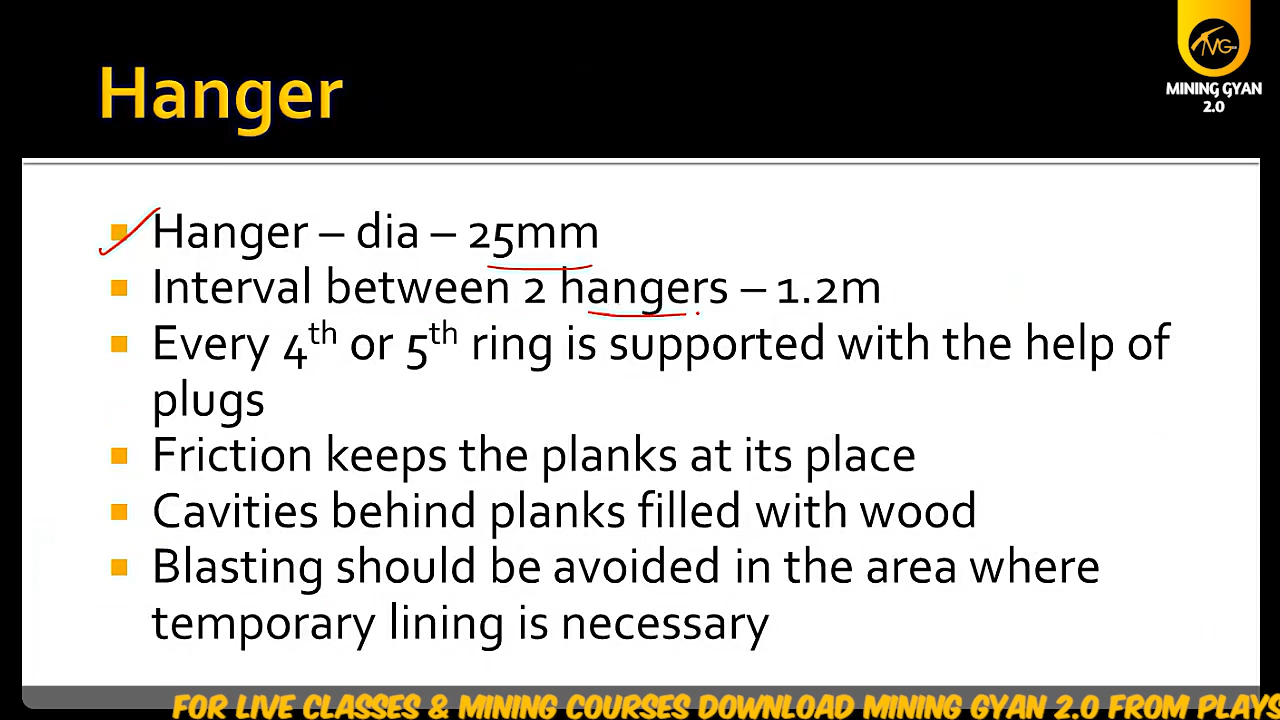 MINING GYAN
2.0
Hanger
Hanger – dia – 25mm
Interval between 2 hangers – 1.2m
Every 4th or 5th ring is supported with the help of
plugs
Friction keeps the planks at its place
Cavities behind planks filled with wood
Blasting should be avoided in the area where
temporary lining is necessary
FOR LIVE CLASSES & MINING COURSES DOWNLOAD MINING GYAN 2.0 FROM PLAYS